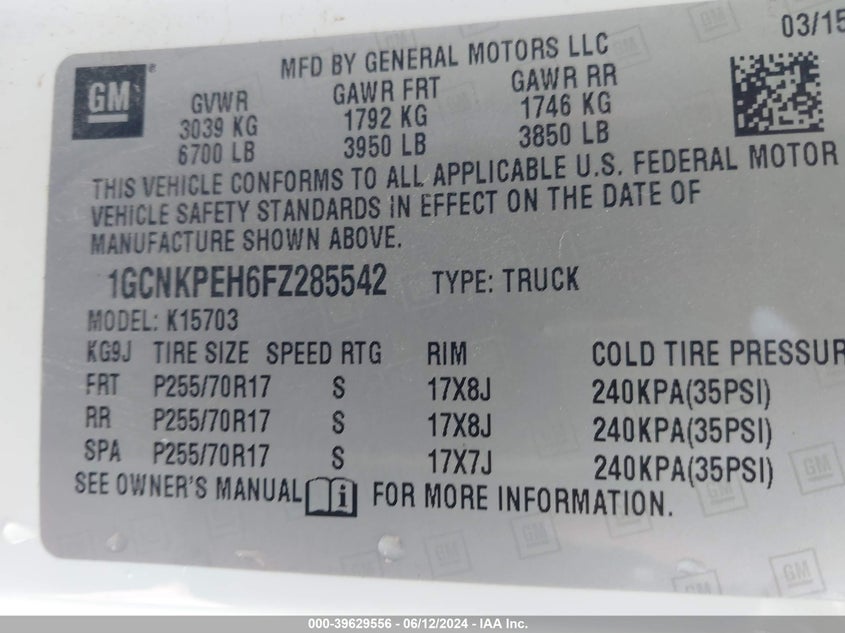 03/15
MFD BY GENERAL MOTORS LLC
GM
GVWR GAWR FRT GAWR RR
3039 KG 1792 KG 1746 KG
6700 LB 3950 LB 3850 LB
THIS VEHICLE CONFORMS TO ALL APPLICABLE U.S. FEDERAL MOTOR
VEHICLE SAFETY STANDARDS IN EFFECT ON THE DATE OF
MANUFACTURE SHOWN ABOVE.
1GCNKPEH6FZ285542 TYPE: TRUCK
MODEL: K15703
KG9J TIRE SIZE SPEED RTG RIM COLD TIRE PRESSUR
FRT P255/70R17 S 17X8J 240KPA(35PSI)
RR P255/70R17 S 17X8J 240KPA(35PSI)
SPA P255/70R17 S 17X7J 240KPA(35PSI)
SEE OWNER'S MANUAL i FOR MORE INFORMATION.
000-39629556 - 06/12/2024 - IAA Inc.